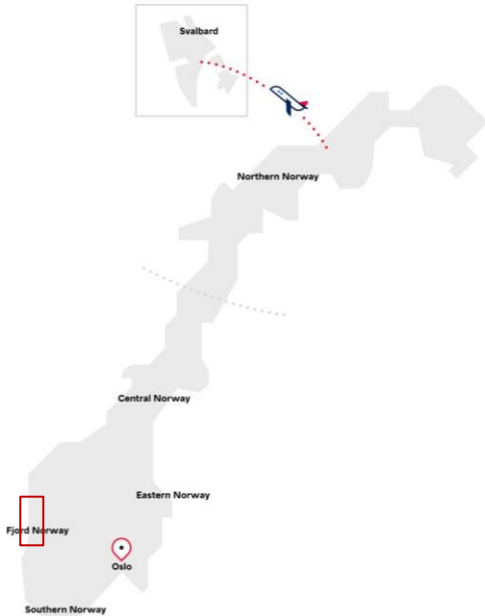 Svalbard
Northern Norway
Central Norway
Eastern Norway
Fjord Norway
Oslo
Southern Norway